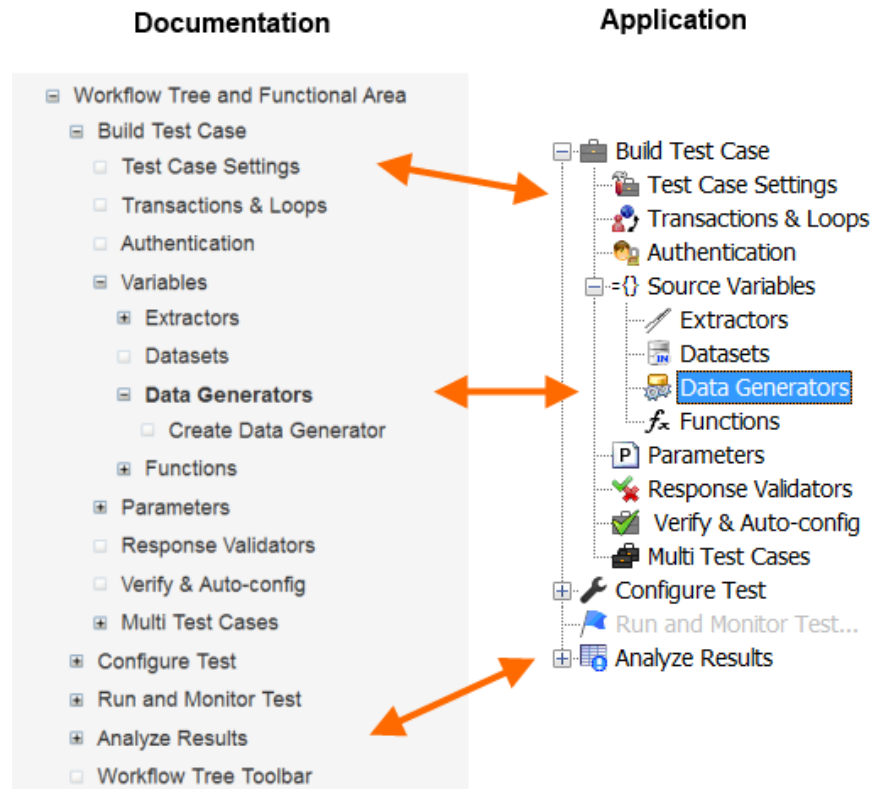 Documentation
Application
Workflow Tree and Functional Area
Build Test Case
Test Case Settings
Transactions & Loops
Authentication
Variables
Extractors
Datasets
Data Generators
Create Data Generator
Functions
Parameters
Response Validators
Verify & Auto-config
Multi Test Cases
Configure Test
Run and Monitor Test
Analyze Results
Workflow Tree Toolbar
Build Test Case
Test Case Settings
Transactions & Loops
Authentication
={} Source Variables
Extractors
IN Datasets
Data Generators
fx Functions
P Parameters
Response Validators
Verify & Auto-config
Multi Test Cases
Configure Test
Run and Monitor Test...
Analyze Results